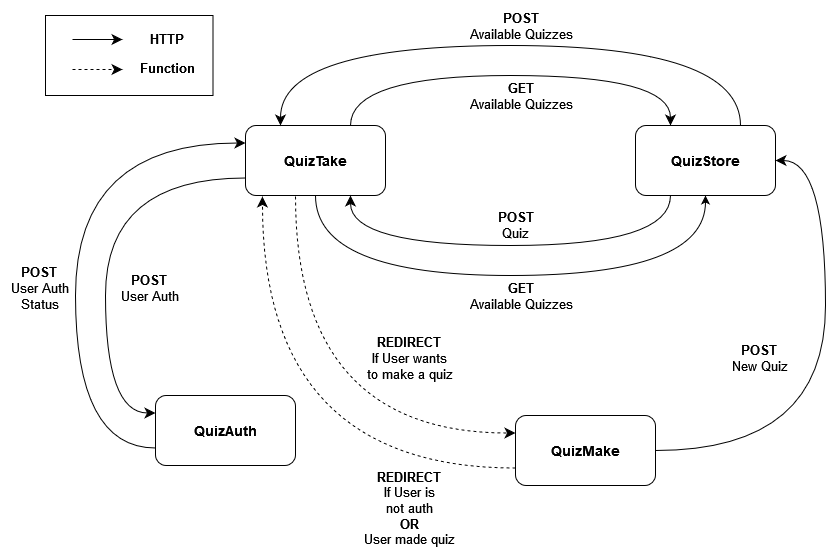 HTTP
Function
POST
Available Quizzes
GET
Available Quizzes
QuizTake
QuizStore
POST
Quiz
GET
Available Quizzes
POST
User Auth
Status
POST
User Auth
REDIRECT
If User wants
to make a quiz
POST
New Quiz
QuizAuth
QuizMake
REDIRECT
If User is
not auth
OR
User made quiz